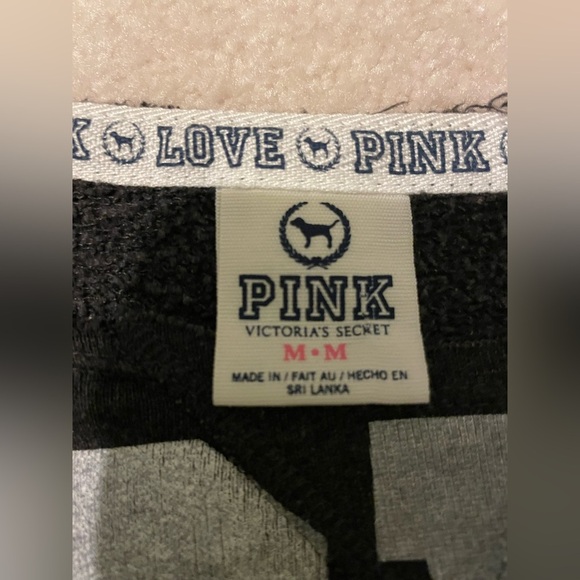 K LOVE PINK
PINK
VICTORIA'S SECRET
M • M
MADE IN / FAIT AU / HECHO EN
SRI LANKA